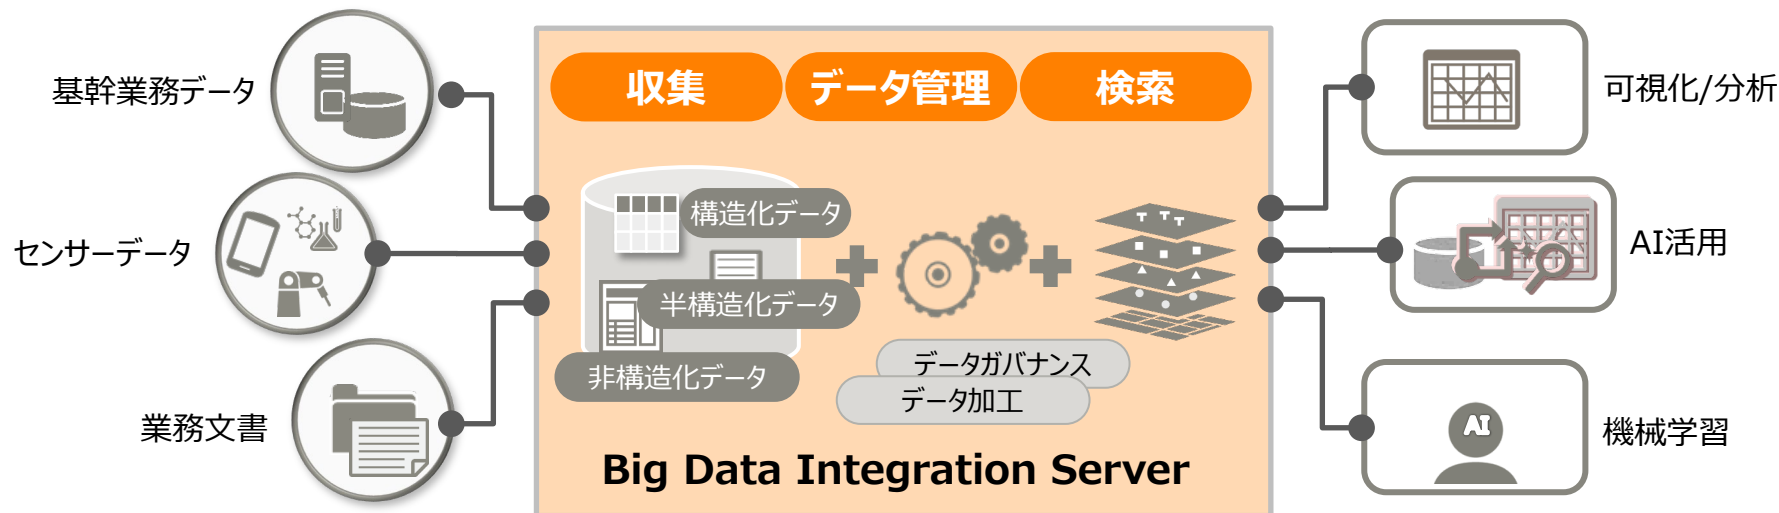 基幹業務データ
センサーデータ
業務文書
収集
データ管理
検索
構造化データ
半構造化データ
非構造化データ
データガバナンス
データ加工
Big Data Integration Server
可視化/分析
AI活用
AI
機械学習